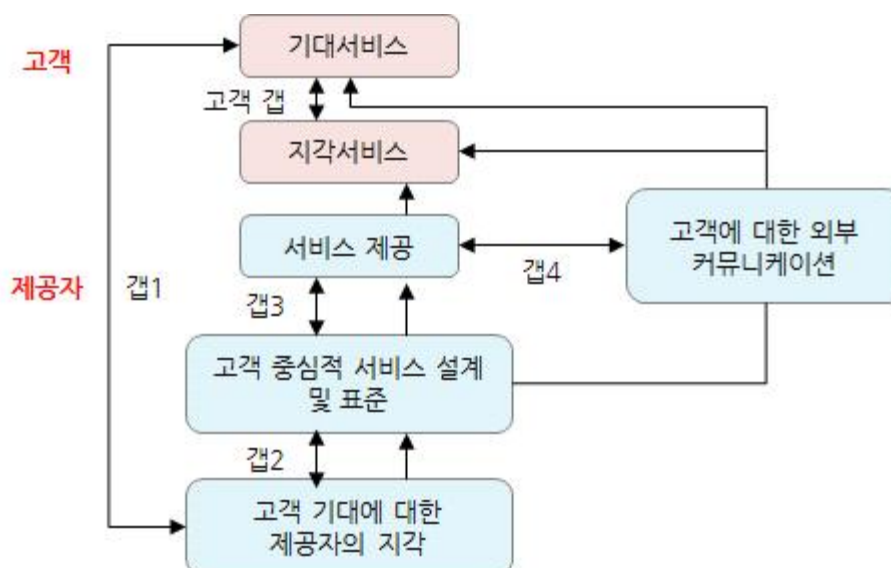 기대서비스
고객
고객 갭
지각서비스
서비스 제공
고객에 대한 외부
커뮤니케이션
갭4
제공자
갭1
갭3
고객 중심적 서비스 설계
및 표준
갭2
고객 기대에 대한
제공자의 지각